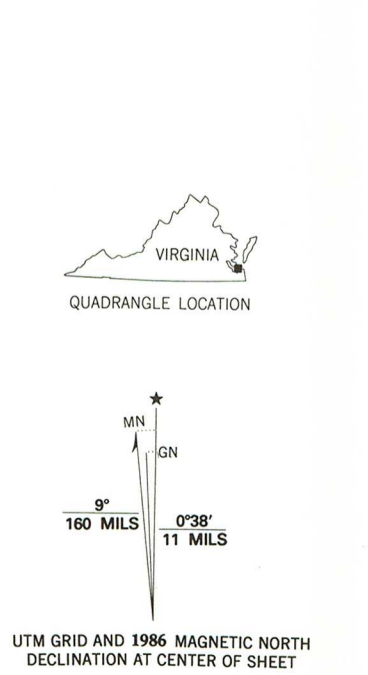 VIRGINIA
QUADRANGLE LOCATION
MN
GN
9°
160 MILS
0°38′
11 MILS
UTM GRID AND 1986 MAGNETIC NORTH
DECLINATION AT CENTER OF SHEET